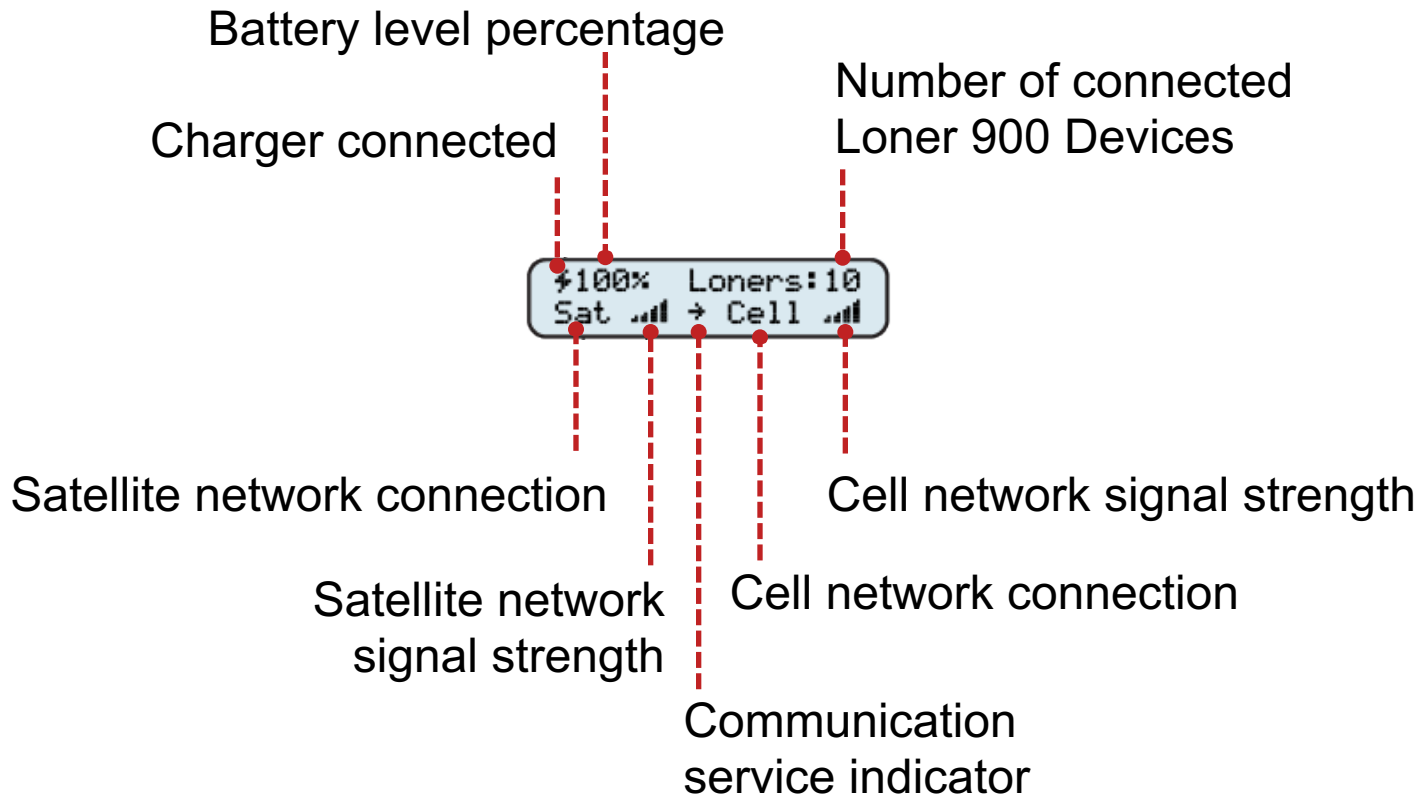 Battery level percentage
Number of connected
Loner 900 Devices
Charger connected
100% Loners:10
Sat → Cell
Satellite network connection
Cell network signal strength
Satellite network
signal strength
Cell network connection
Communication
service indicator